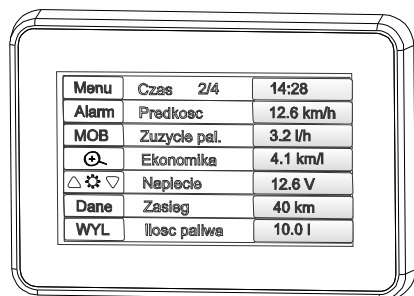 Menu Czas 2/4 14:28
Alarm Predkosc 12.6 km/h
MOB Zuzycie pal. 3.2 l/h
Ekonomika 4.1 km/l
Napiecie 12.6 V
Dane Zasieg 40 km
WYL Ilosc paliwa 10.0 l